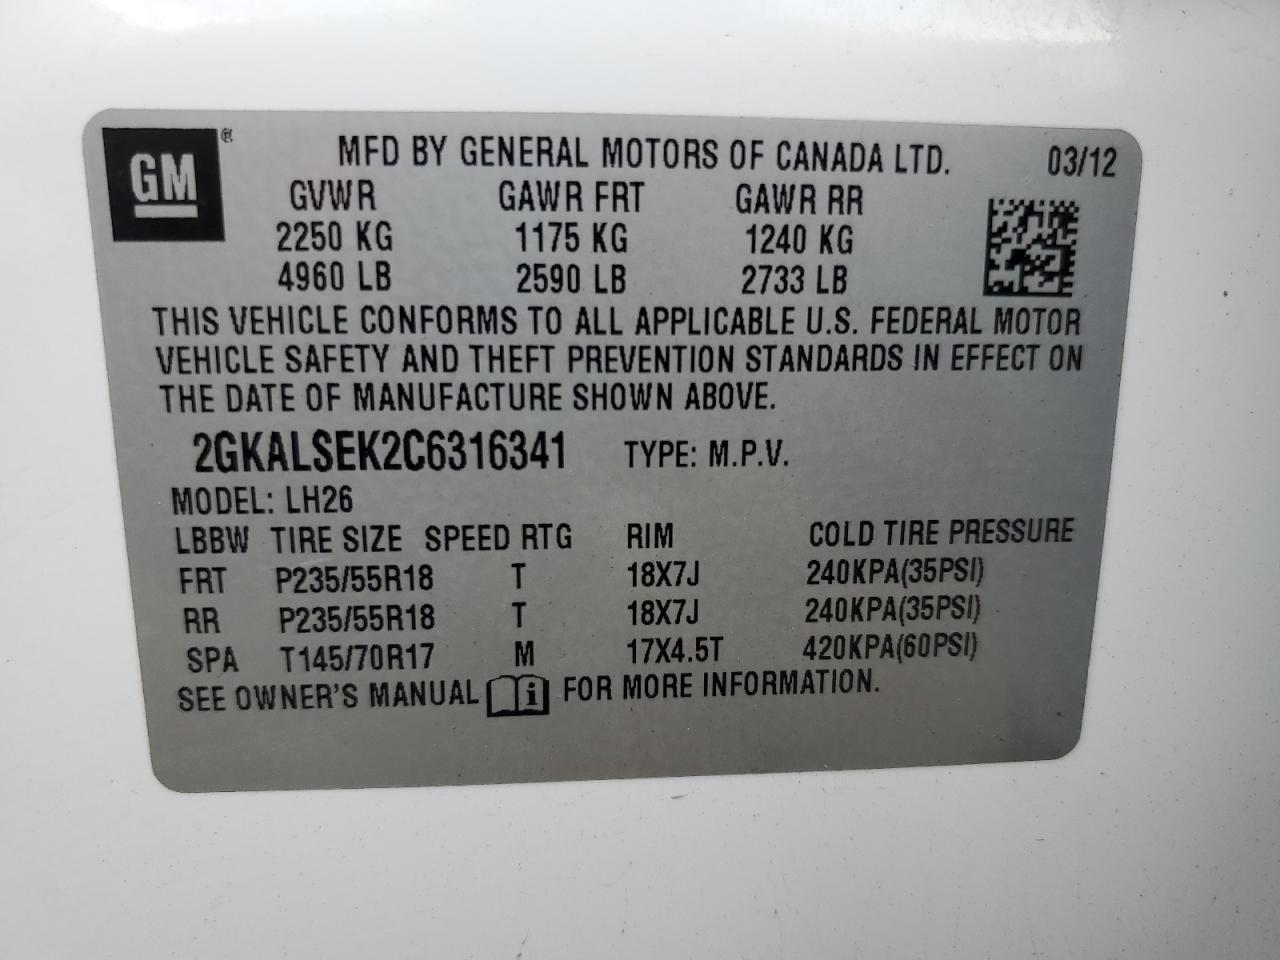 GM ®
MFD BY GENERAL MOTORS OF CANADA LTD. 03/12
GVWR GAWR FRT GAWR RR
2250 KG 1175 KG 1240 KG
4960 LB 2590 LB 2733 LB
THIS VEHICLE CONFORMS TO ALL APPLICABLE U.S. FEDERAL MOTOR
VEHICLE SAFETY AND THEFT PREVENTION STANDARDS IN EFFECT ON
THE DATE OF MANUFACTURE SHOWN ABOVE.
2GKALSEK2C6316341 TYPE: M.P.V.
MODEL: LH26
LBBW TIRE SIZE SPEED RTG RIM COLD TIRE PRESSURE
FRT P235/55R18 T 18X7J 240KPA(35PSI)
RR P235/55R18 T 18X7J 240KPA(35PSI)
SPA T145/70R17 M 17X4.5T 420KPA(60PSI)
SEE OWNER'S MANUAL i FOR MORE INFORMATION.